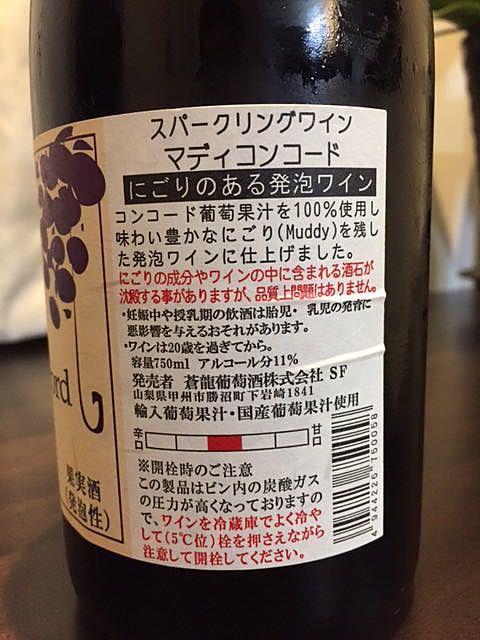 スパークリングワイン
マディコンコード
にごりのある発泡ワイン
コンコード葡萄果汁を100%使用し
味わい豊かなにごり(Muddy)を残し
た発泡ワインに仕上げました。
にごりの成分やワインの中に含まれる酒石が
沈殿する事がありますが、品質上問題はありません。
・妊娠中や授乳期の飲酒は胎児・乳児の発育に
悪影響を与えるおそれがあります。
・ワインは20歳を過ぎてから。
容量750ml アルコール分11%
発売者 蒼龍葡萄酒株式会社 SF
山梨県甲州市勝沼町下岩崎1841
輸入葡萄果汁・国産葡萄果汁使用
辛口 甘口
※開栓時のご注意
この製品はビン内の炭酸ガス
の圧力が高くなっておりますの
で、ワインを冷蔵庫でよく冷や
して(5℃位)栓を押さえながら
注意して開栓してください。
4 944226 750058
ord
果実酒
(発泡性)